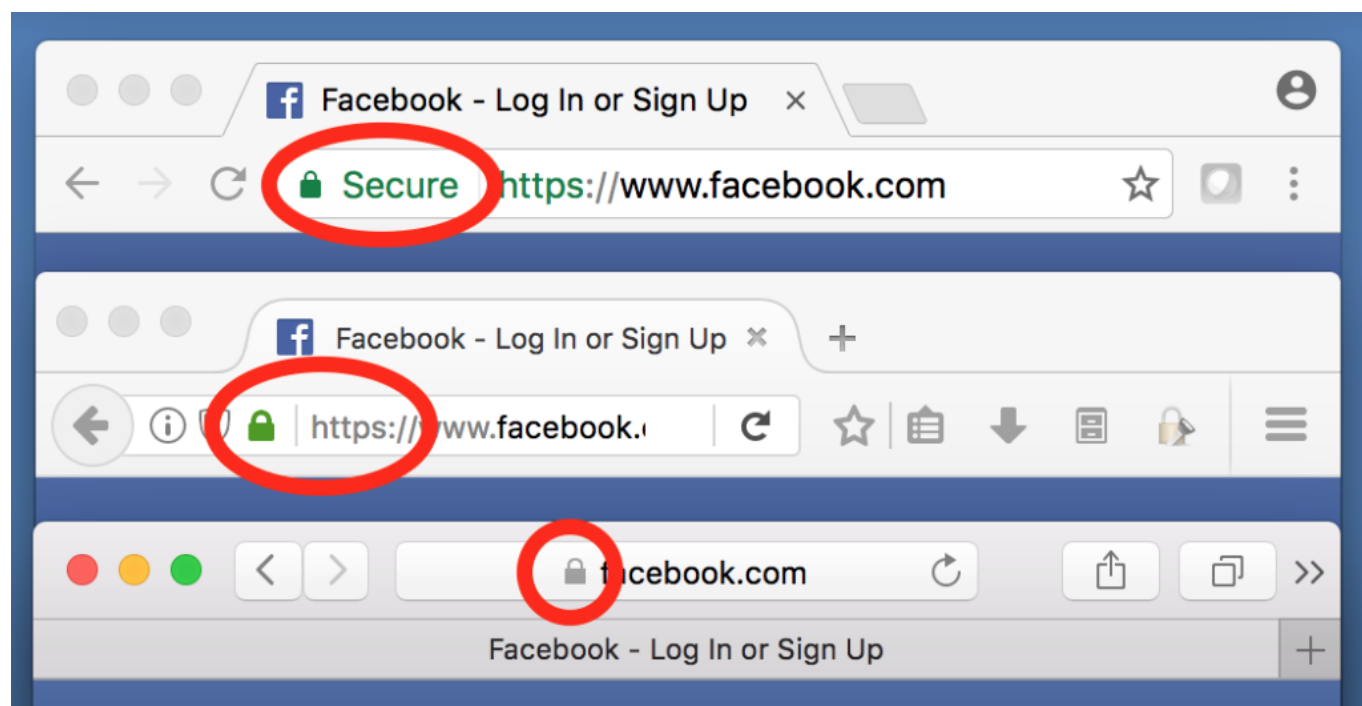 Facebook - Log In or Sign Up
Secure https://www.facebook.com
Facebook - Log In or Sign Up
https://www.facebook.
facebook.com
Facebook - Log In or Sign Up